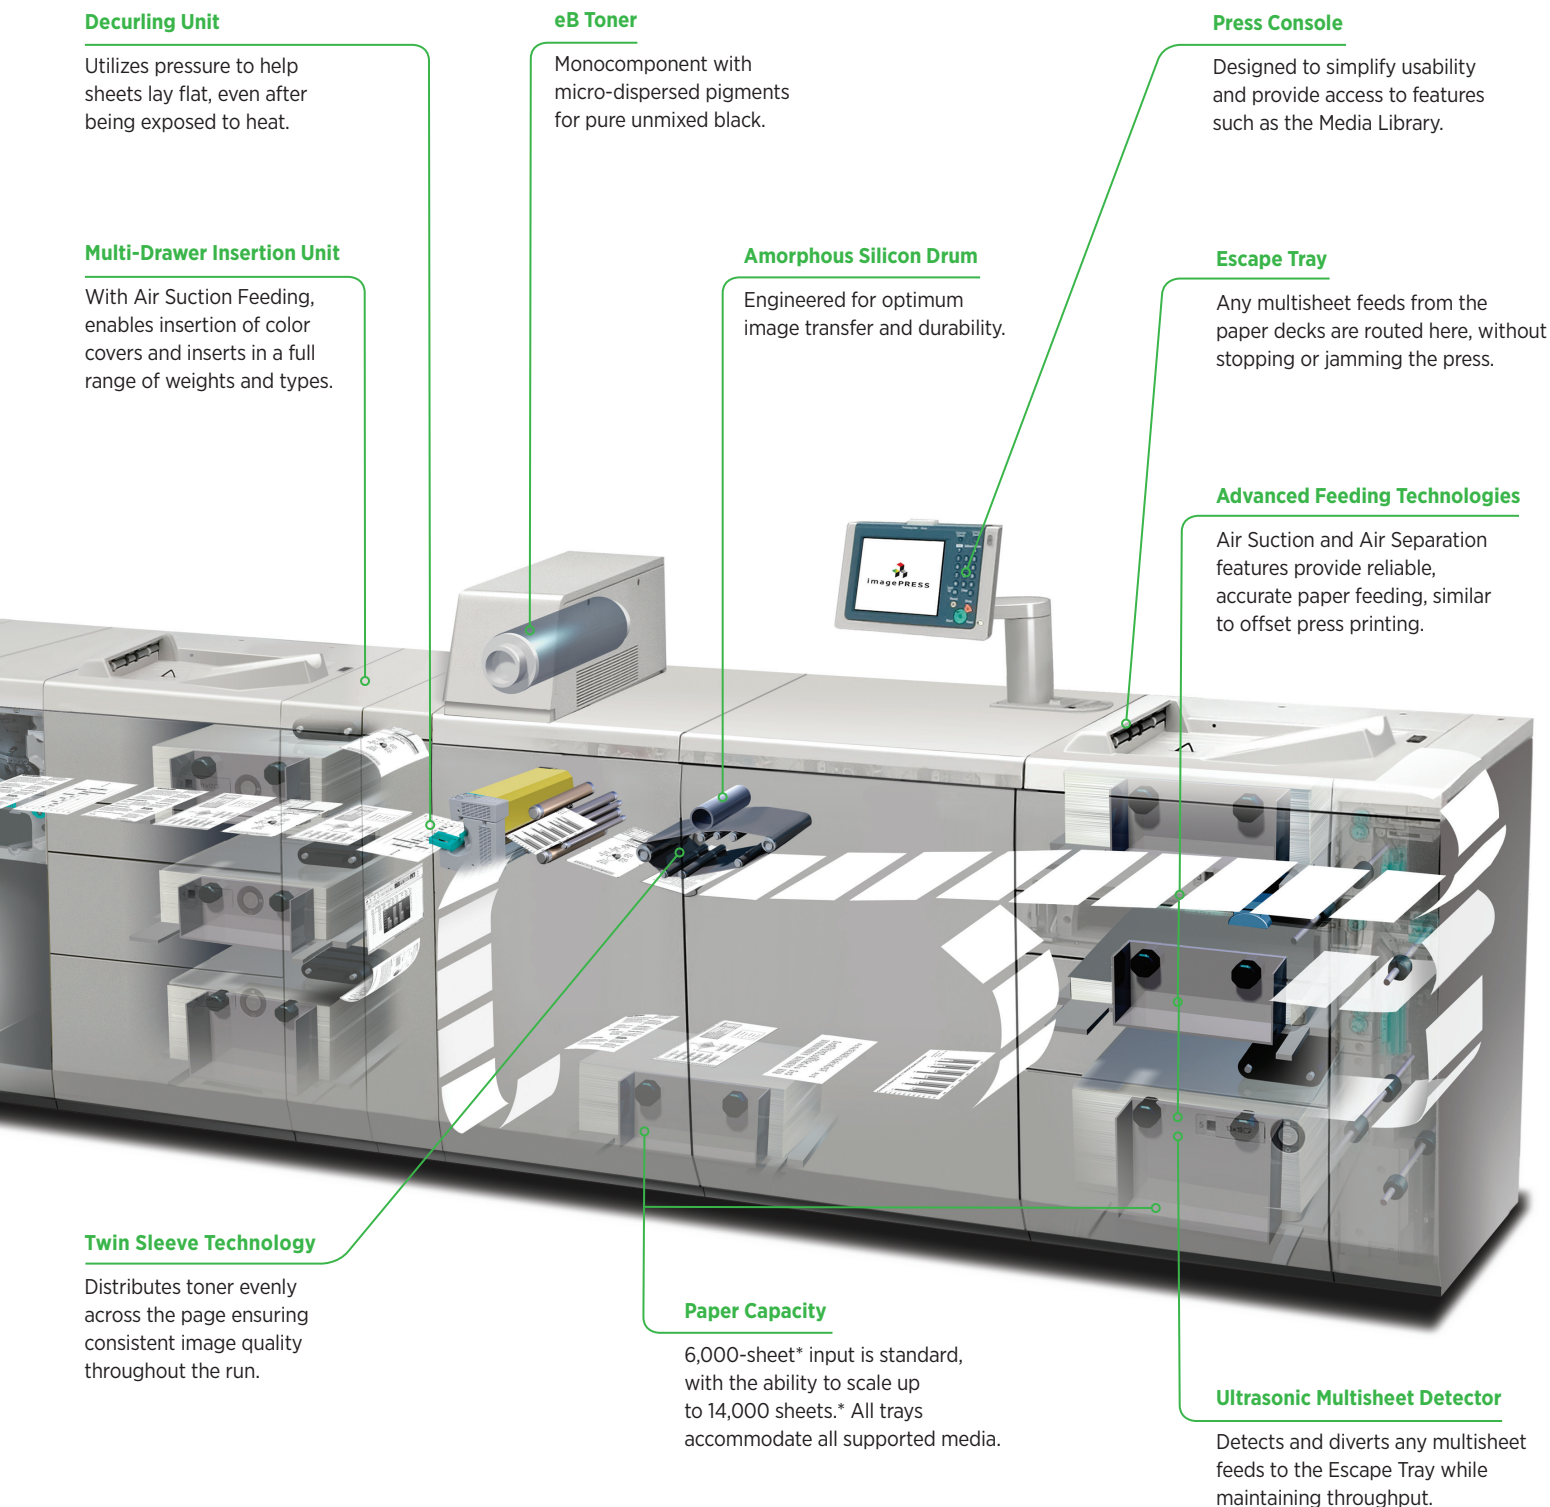 Decurling Unit
Utilizes pressure to help
sheets lay flat, even after
being exposed to heat.
eB Toner
Monocomponent with
micro-dispersed pigments
for pure unmixed black.
Press Console
Designed to simplify usability
and provide access to features
such as the Media Library.
Multi-Drawer Insertion Unit
With Air Suction Feeding,
enables insertion of color
covers and inserts in a full
range of weights and types.
Amorphous Silicon Drum
Engineered for optimum
image transfer and durability.
Escape Tray
Any multisheet feeds from the
paper decks are routed here, without
stopping or jamming the press.
Advanced Feeding Technologies
Air Suction and Air Separation
features provide reliable,
accurate paper feeding, similar
to offset press printing.
imagePRESS
Twin Sleeve Technology
Distributes toner evenly
across the page ensuring
consistent image quality
throughout the run.
Paper Capacity
6,000-sheet* input is standard,
with the ability to scale up
to 14,000 sheets.* All trays
accommodate all supported media.
Ultrasonic Multisheet Detector
Detects and diverts any multisheet
feeds to the Escape Tray while
maintaining throughput.